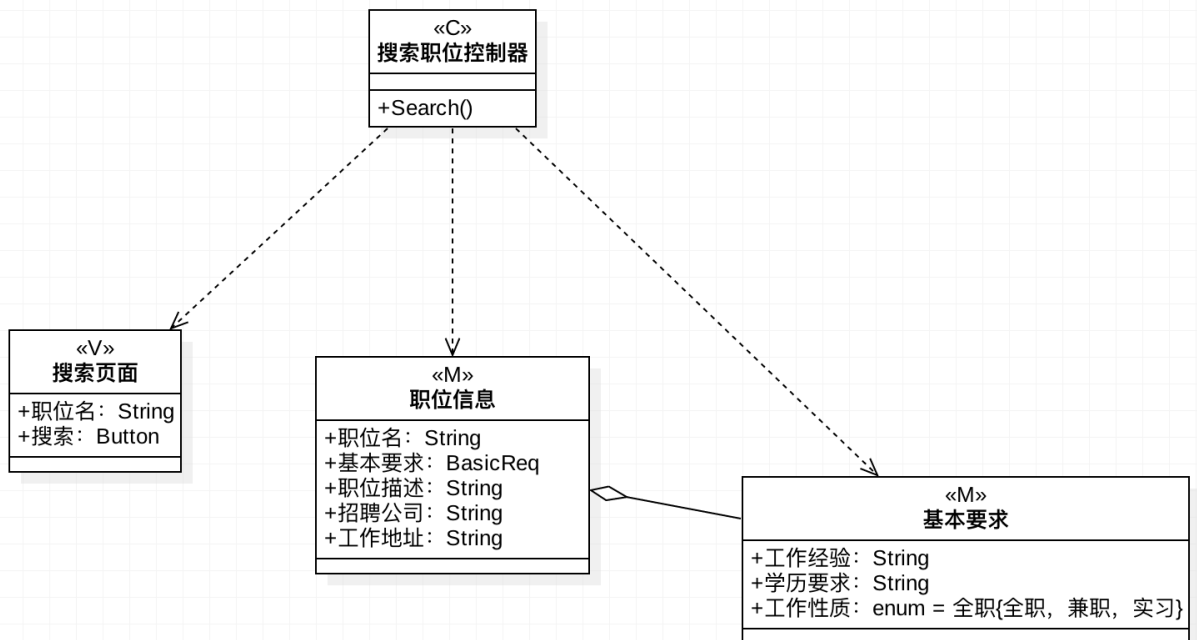 «C»
搜索职位控制器
+Search()
«V»
搜索页面
+职位名：String
+搜索：Button
«M»
职位信息
+职位名：String
+基本要求：BasicReq
+职位描述：String
+招聘公司：String
+工作地址：String
«M»
基本要求
+工作经验：String
+学历要求：String
+工作性质：enum = 全职{全职，兼职，实习}